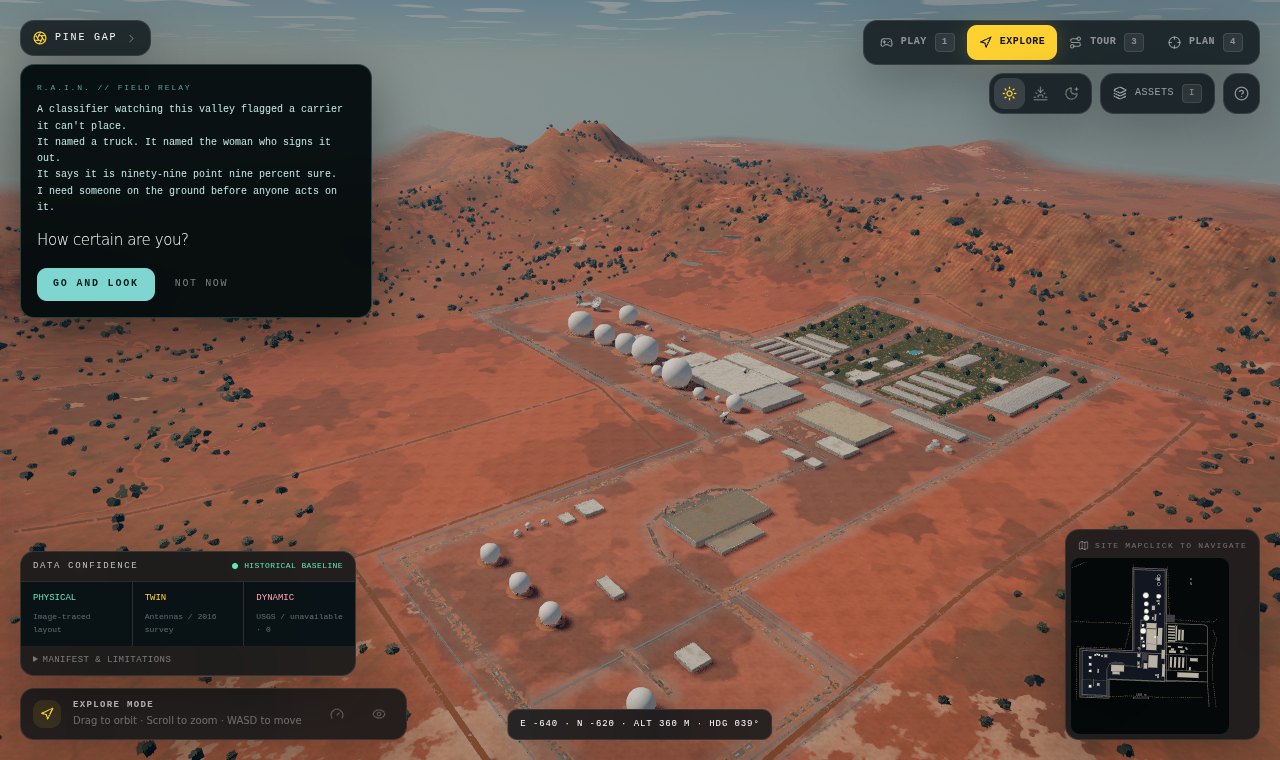 PINE GAP
PLAY 1
EXPLORE
TOUR 3
PLAN 4
ASSETS I
R.A.I.N. // FIELD RELAY
A classifier watching this valley flagged a carrier
it can't place.
It named a truck. It named the woman who signs it
out.
It says it is ninety-nine point nine percent sure.
I need someone on the ground before anyone acts on
it.
How certain are you?
GO AND LOOK
NOT NOW
DATA CONFIDENCE
HISTORICAL BASELINE
PHYSICAL
Image-traced
layout
TWIN
Antennas / 2016
survey
DYNAMIC
USGS / unavailable
· 0
MANIFEST & LIMITATIONS
EXPLORE MODE
Drag to orbit · Scroll to zoom · WASD to move
E -640 · N -620 · ALT 360 M · HDG 039°
SITE MAP
CLICK TO NAVIGATE